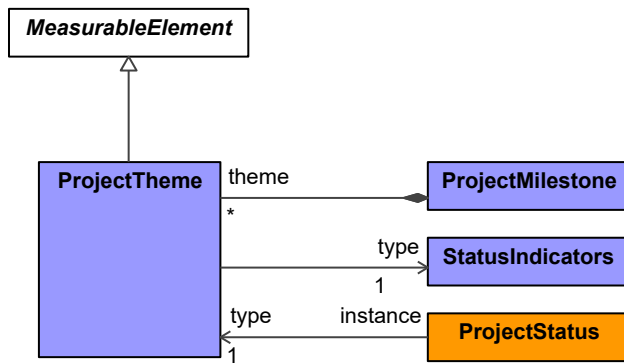 MeasurableElement
ProjectTheme
theme
*
ProjectMilestone
type
1
StatusIndicators
type
1
instance
ProjectStatus